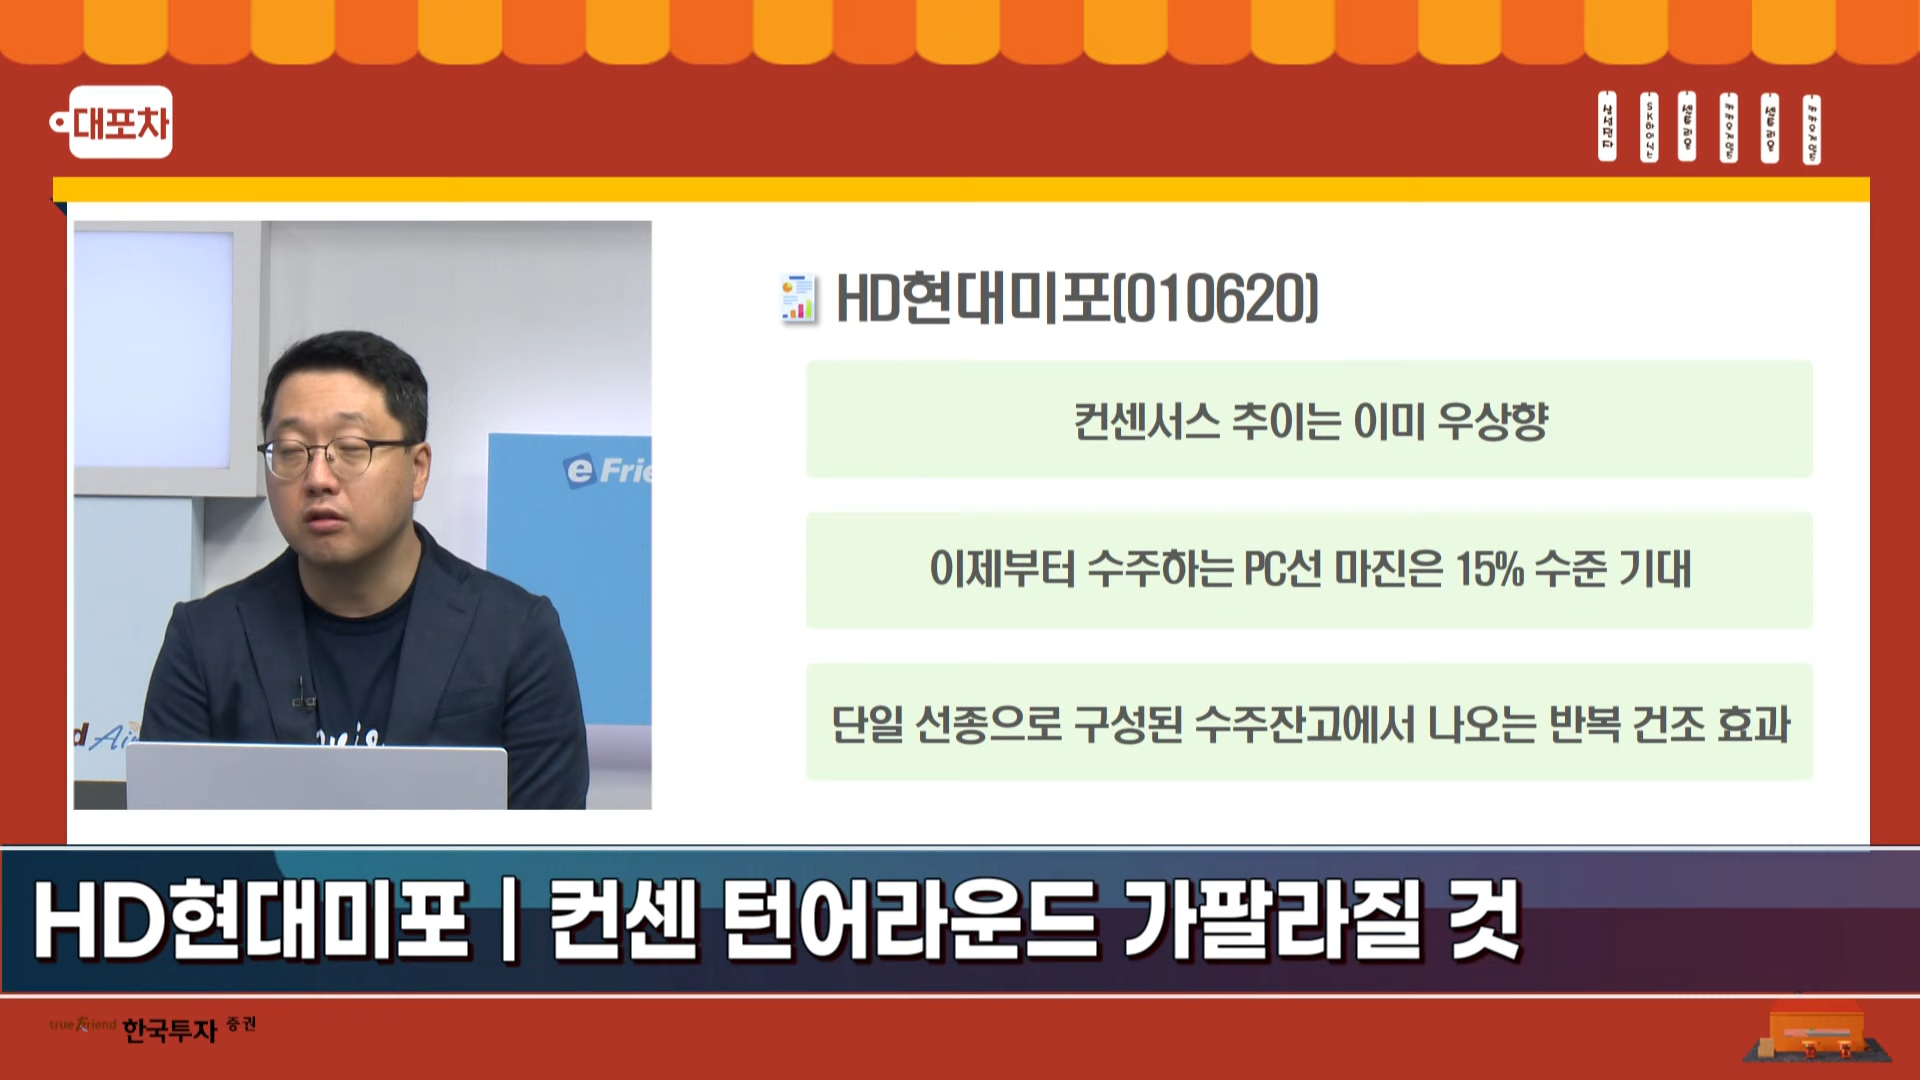 대포차
HD현대미포(010620)
컨센서스 추이는 이미 우상향
e Frie
이제부터 수주하는 PC선 마진은 15% 수준 기대
단일 선종으로 구성된 수주잔고에서 나오는 반복 건조 효과
HD현대미포 | 컨센 턴어라운드 가팔라질 것
true friend 한국투자 증권